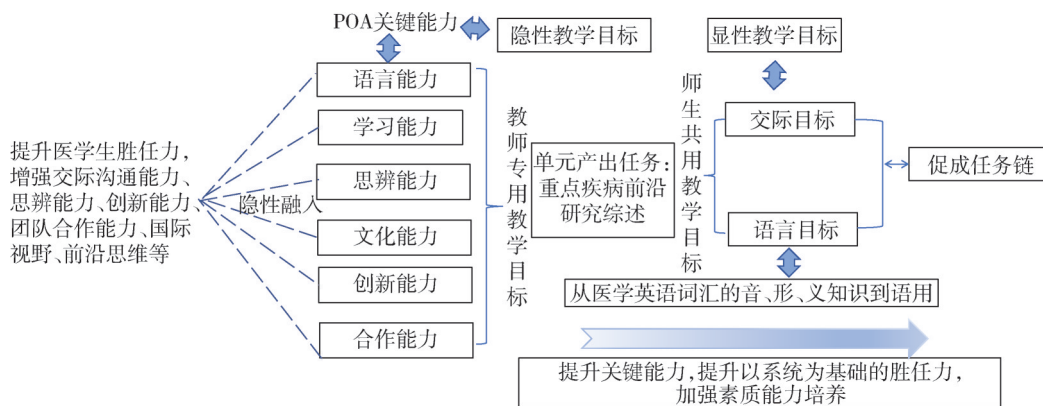 POA关键能力
隐性教学目标
显性教学目标
语言能力
学习能力
思辨能力
文化能力
创新能力
合作能力
提升医学生胜任力,
增强交际沟通能力、
思辨能力、创新能力
团队合作能力、国际
视野、前沿思维等
隐性融入
教师专用教学目标
单元产出任务:
重点疾病前沿
研究综述
师生共用教学目标
交际目标
语言目标
促成任务链
从医学英语词汇的音、形、义知识到语用
提升关键能力,提升以系统为基础的胜任力,
加强素质能力培养